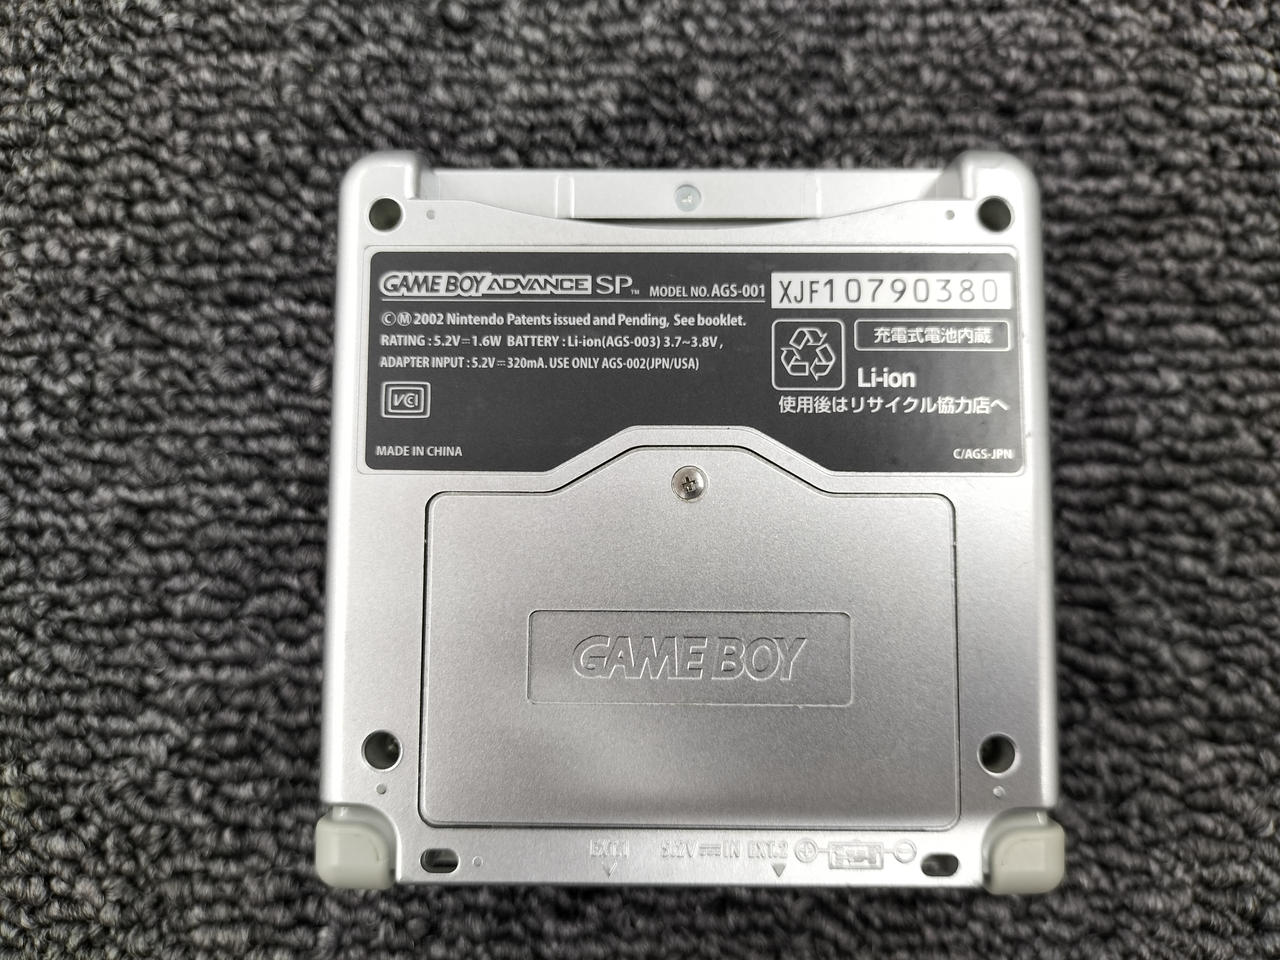 GAME BOY ADVANCE SP™ MODEL NO. AGS-001 XJF10790380
ⒸⓂ 2002 Nintendo Patents issued and Pending, See booklet.
RATING : 5.2V⎓1.6W BATTERY : Li-ion(AGS-003) 3.7~3.8V ,
ADAPTER INPUT : 5.2V⎓320mA. USE ONLY AGS-002(JPN/USA)
VCI
MADE IN CHINA
充電式電池内蔵
Li-ion
使用後はリサイクル協力店へ
C/AGS-JPN
GAME BOY
EXT.1 5.2V⎓IN EXT.2